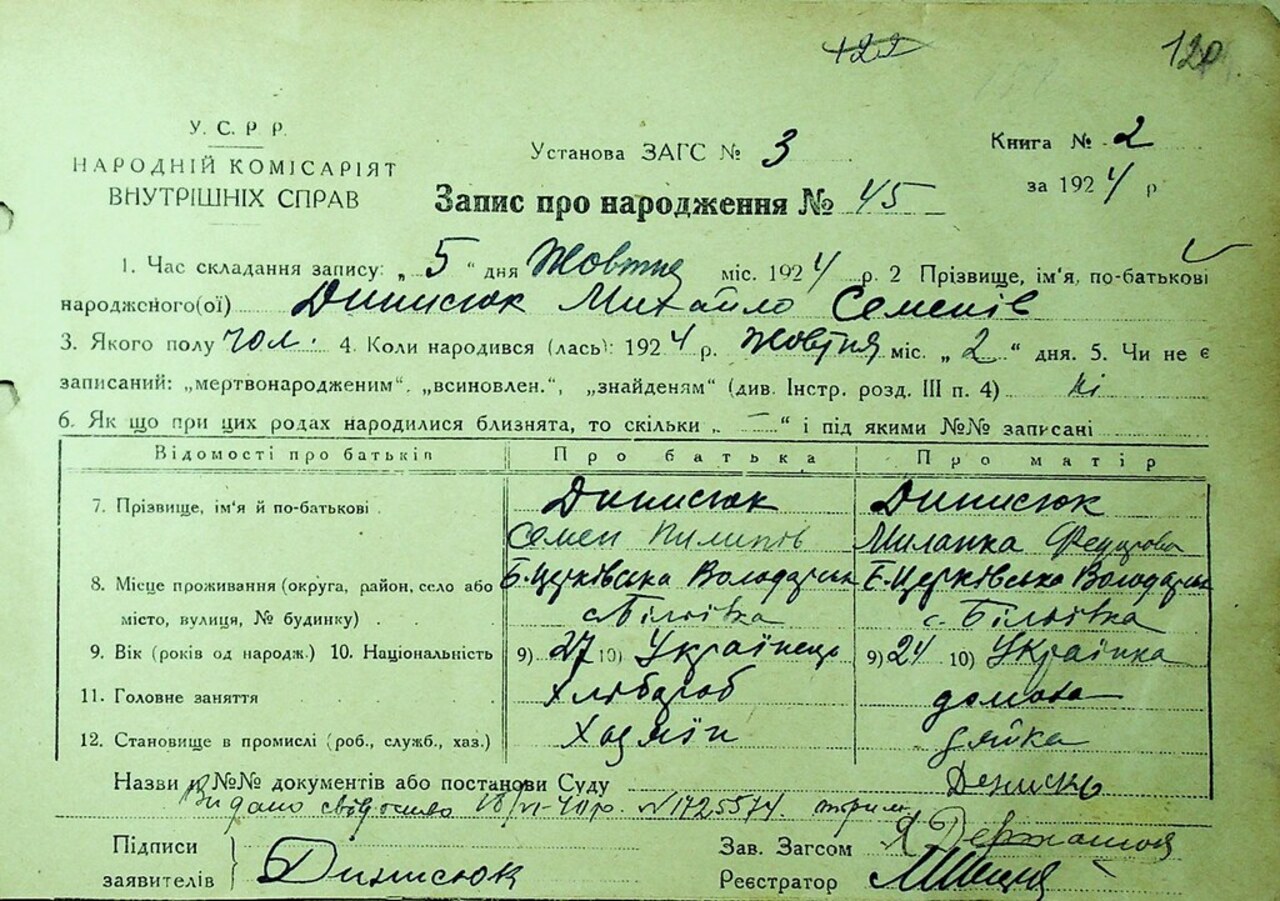 122 120
У. С. Р Р.
НАРОДНІЙ КОМІСАРІЯТ
ВНУТРІШНІХ СПРАВ
Установа ЗАГС № 3
Книга № 2
за 1924 р
Запис про народження № 45
1. Час складання запису: „ 5 “ дня Жовтня міс. 1924 р. 2 Прізвище, ім'я, по-батькові
народженого(ої) Динисюк Михайло Семенів
3. Якого полу чол. 4. Коли народився (лась): 1924 р. Жовтня міс. „ 2 “ дня. 5. Чи не є
записаний: „мертвонародженим“, „всиновлен.“, „знайденям“ (див. Інстр. розд. III п. 4) ні
6. Як що при цих родах народилися близнята, то скільки „ — “ і під якими №№ записані
Відомості про батьків Про батька Про матір
7. Прізвище, ім'я й по-батькові Динисюк Динисюк
Семен Пилипів Миланка
8. Місце проживання (округа, район, село або Б.Церківська Володарськ Б.Церківська Володарськ
місто, вулиця, № будинку)
9. Вік (років од народж.) 10. Національність 9) 27 10) Українець 9) 24 10) Українка
11. Головне заняття Хлібороб домова
12. Становище в промислі (роб., служб., хаз.) Хазяїн
Назви й №№ документів або постанови Суду
Видано свідоцтво №1725574.
Підписи
заявителів Динисюк
Зав. Загсом
Реєстратор